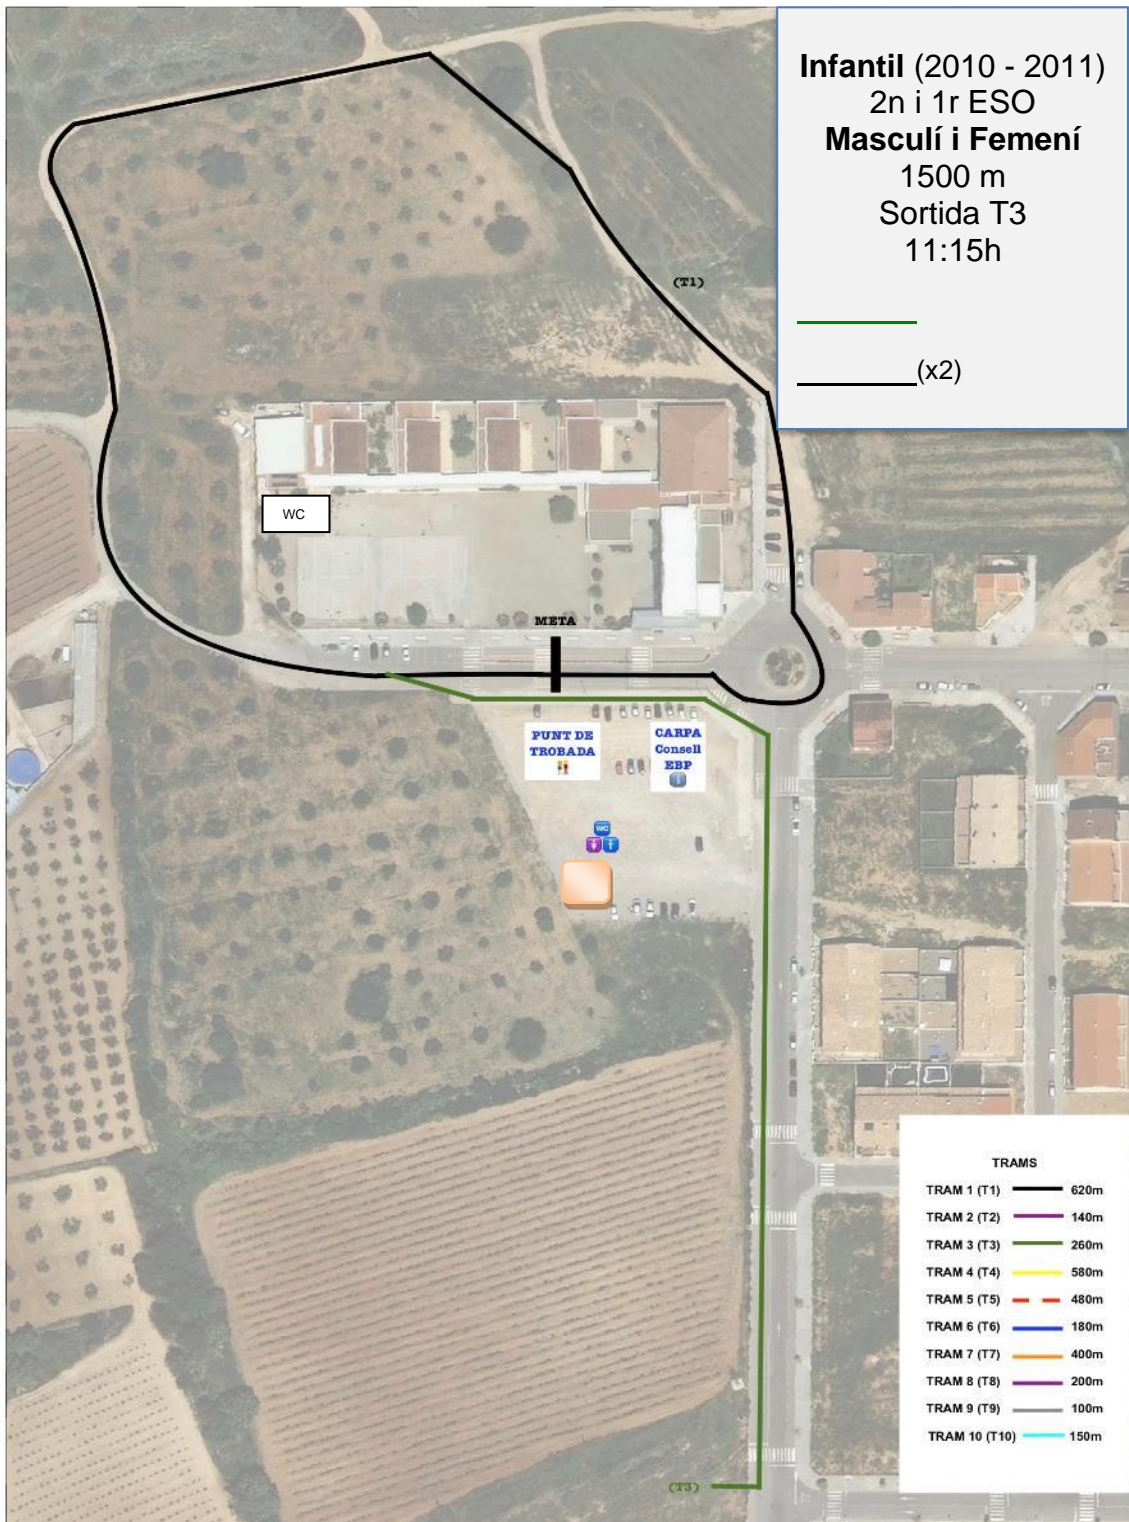 Infantil (2010 - 2011)
2n i 1r ESO
Masculí i Femení
1500 m
Sortida T3
11:15h
(x2)
(T1)
WC
META
PUNT DE
TROBADA
CARPA
Consell
EBP
WC
TRAMS
TRAM 1 (T1) 620m
TRAM 2 (T2) 140m
TRAM 3 (T3) 260m
TRAM 4 (T4) 580m
TRAM 5 (T5) 480m
TRAM 6 (T6) 180m
TRAM 7 (T7) 400m
TRAM 8 (T8) 200m
TRAM 9 (T9) 100m
TRAM 10 (T10) 150m
(T3)